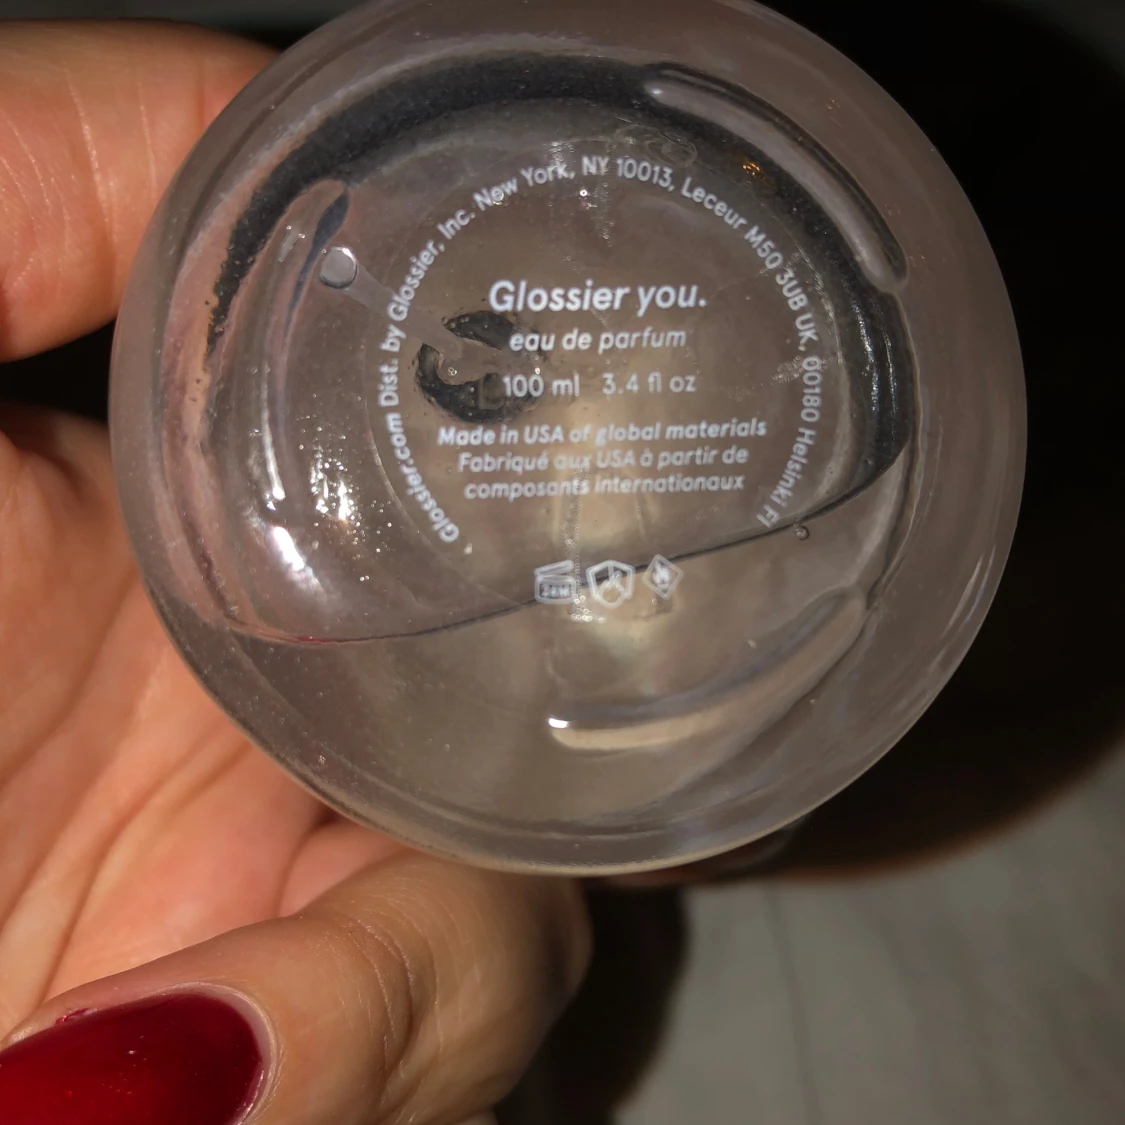 Glossier.com Dist. by Glossier, Inc. New York, NY 10013, Leceur M50 3UB UK, 00180 Helsinki FI
Glossier you.
eau de parfum
100 ml 3.4 fl oz
Made in USA of global materials
Fabriqué aux USA à partir de
composants internationaux
24M